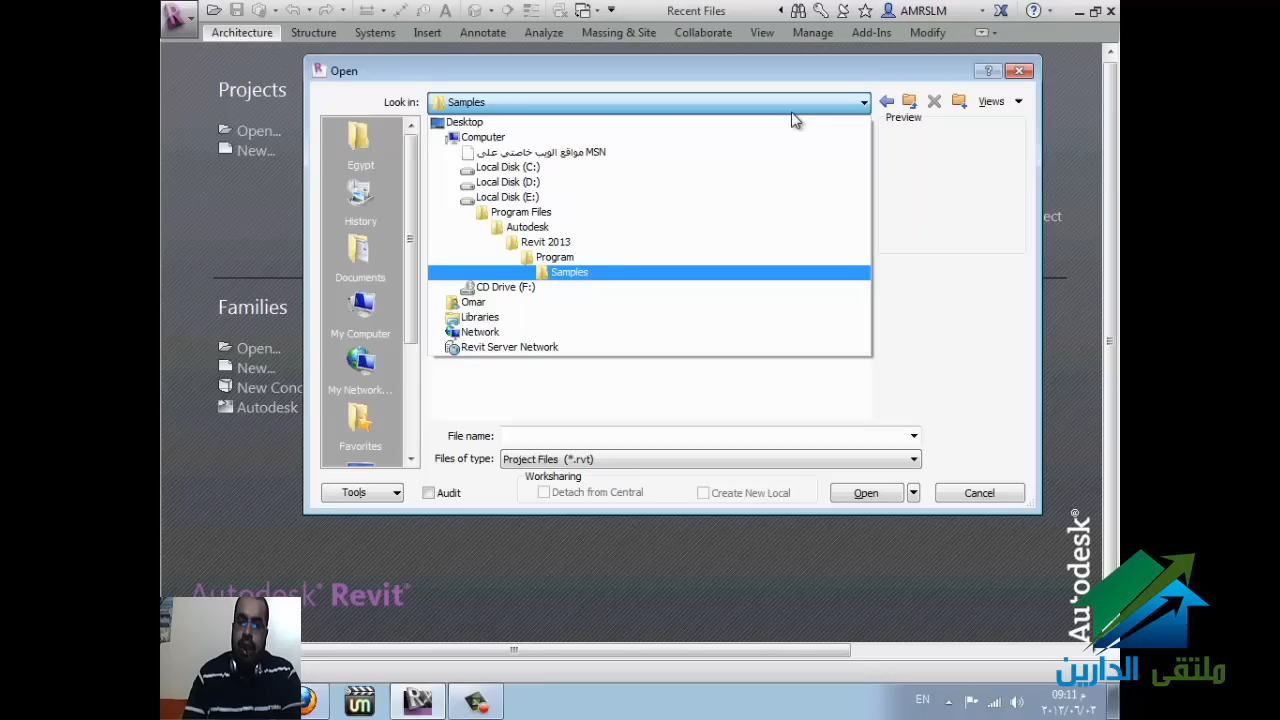 Recent Files
AMRSLM
Architecture
Structure
Systems
Insert
Annotate
Analyze
Massing & Site
Collaborate
View
Manage
Add-Ins
Modify
Projects
Open...
New...
Families
Open...
New...
New Conc
Autodesk
Open
Look in:
Samples
Views
Preview
Egypt
History
Documents
My Computer
My Network...
Favorites
Desktop
Computer
مواقع الويب خاصتي على MSN
Local Disk (C:)
Local Disk (D:)
Local Disk (E:)
Program Files
Autodesk
Revit 2013
Program
Samples
CD Drive (F:)
Omar
Libraries
Network
Revit Server Network
File name:
Files of type:
Project Files (*.rvt)
Worksharing
Tools
Audit
Detach from Central
Create New Local
Open
Cancel
Autodesk® Revit®
Autodesk®
ملتقى الدارين
EN
09:11 م
٢٠١٣/٠٦/٠٣